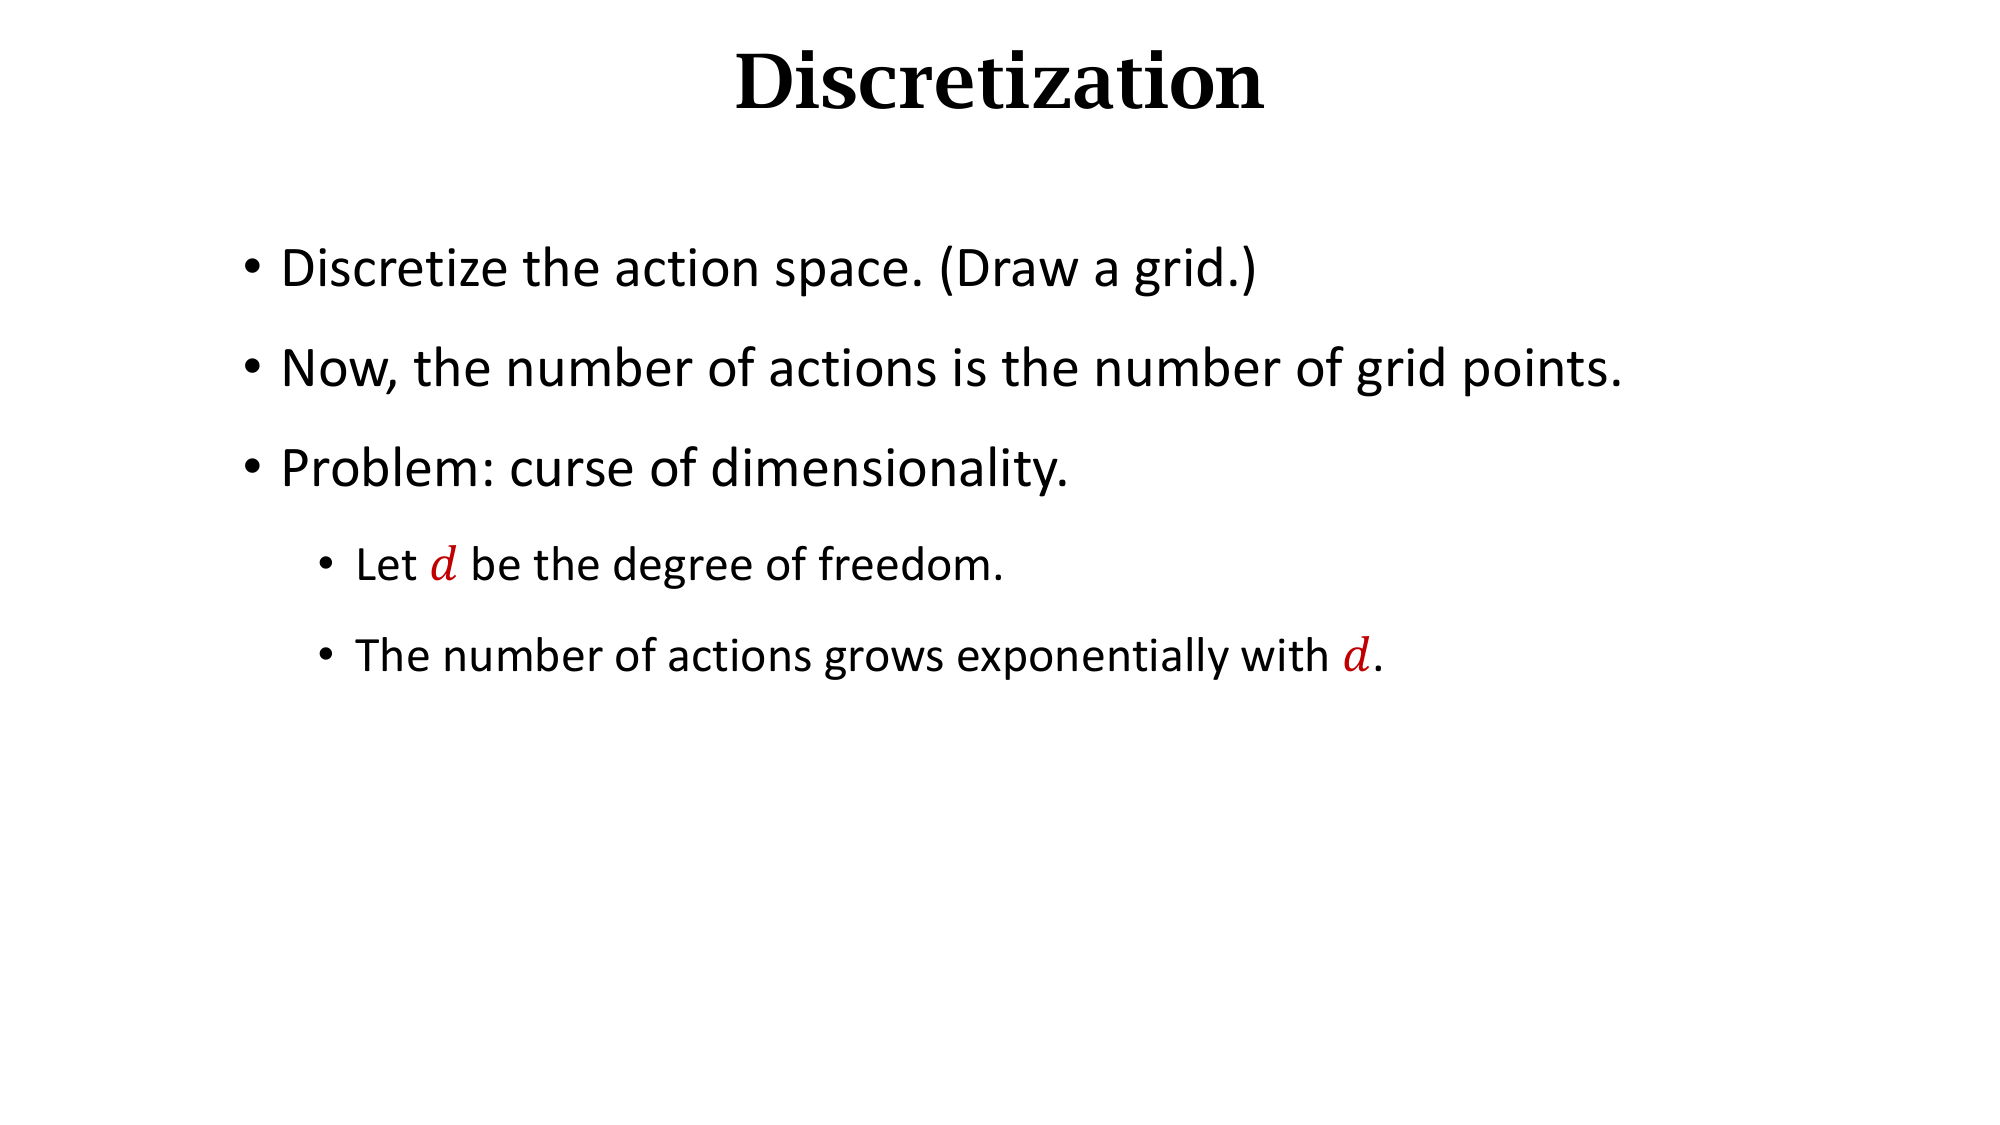 Discretization
• Discretize the action space. (Draw a grid.)
• Now, the number of actions is the number of grid points.
• Problem: curse of dimensionality.
• Let d be the degree of freedom.
• The number of actions grows exponentially with d.